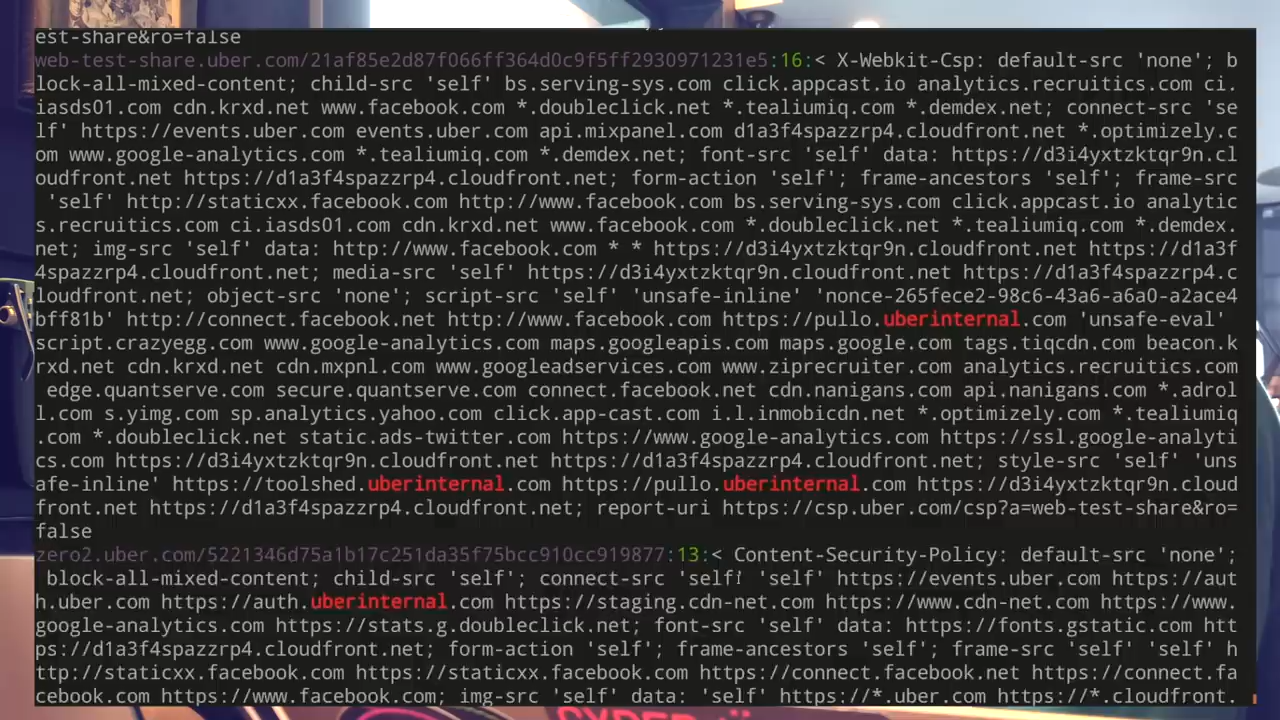 est-share&ro=false
web-test-share.uber.com/21af85e2d87f066ff364d0c9f5ff2930971231e5:16:< X-Webkit-Csp: default-src 'none'; b
lock-all-mixed-content; child-src 'self' bs.serving-sys.com click.appcast.io analytics.recruitics.com ci.
iasds01.com cdn.krxd.net www.facebook.com *.doubleclick.net *.tealiumiq.com *.demdex.net; connect-src 'se
lf' https://events.uber.com events.uber.com api.mixpanel.com d1a3f4spazzrp4.cloudfront.net *.optimizely.c
om www.google-analytics.com *.tealiumiq.com *.demdex.net; font-src 'self' data: https://d3i4yxtzktqr9n.cl
oudfront.net https://d1a3f4spazzrp4.cloudfront.net; form-action 'self'; frame-ancestors 'self'; frame-src
'self' http://staticxx.facebook.com http://www.facebook.com bs.serving-sys.com click.appcast.io analytic
s.recruitics.com ci.iasds01.com cdn.krxd.net www.facebook.com *.doubleclick.net *.tealiumiq.com *.demdex.
net; img-src 'self' data: http://www.facebook.com * * https://d3i4yxtzktqr9n.cloudfront.net https://d1a3f
4spazzrp4.cloudfront.net; media-src 'self' https://d3i4yxtzktqr9n.cloudfront.net https://d1a3f4spazzrp4.c
loudfront.net; object-src 'none'; script-src 'self' 'unsafe-inline' 'nonce-265fece2-98c6-43a6-a6a0-a2ace4
bff81b' http://connect.facebook.net http://www.facebook.com https://pullo.uberinternal.com 'unsafe-eval'
script.crazyegg.com www.google-analytics.com maps.googleapis.com maps.google.com tags.tiqcdn.com beacon.k
rxd.net cdn.krxd.net cdn.mxpnl.com www.googleadservices.com www.ziprecruiter.com analytics.recruitics.com
edge.quantserve.com secure.quantserve.com connect.facebook.net cdn.nanigans.com api.nanigans.com *.adrol
l.com s.yimg.com sp.analytics.yahoo.com click.app-cast.com i.l.inmobicdn.net *.optimizely.com *.tealiumiq
.com *.doubleclick.net static.ads-twitter.com https://www.google-analytics.com https://ssl.google-analyti
cs.com https://d3i4yxtzktqr9n.cloudfront.net https://d1a3f4spazzrp4.cloudfront.net; style-src 'self' 'uns
afe-inline' https://toolshed.uberinternal.com https://pullo.uberinternal.com https://d3i4yxtzktqr9n.cloud
front.net https://d1a3f4spazzrp4.cloudfront.net; report-uri https://csp.uber.com/csp?a=web-test-share&ro=
false
zero2.uber.com/5221346d75a1b17c251da35f75bcc910cc919877:13:< Content-Security-Policy: default-src 'none';
block-all-mixed-content; child-src 'self'; connect-src 'self' 'self' https://events.uber.com https://aut
h.uber.com https://auth.uberinternal.com https://staging.cdn-net.com https://www.cdn-net.com https://www.
google-analytics.com https://stats.g.doubleclick.net; font-src 'self' data: https://fonts.gstatic.com htt
ps://d1a3f4spazzrp4.cloudfront.net; form-action 'self'; frame-ancestors 'self'; frame-src 'self' 'self' h
ttp://staticxx.facebook.com https://staticxx.facebook.com https://connect.facebook.net https://connect.fa
cebook.com https://www.facebook.com; img-src 'self' data: 'self' https://*.uber.com https://*.cloudfront.